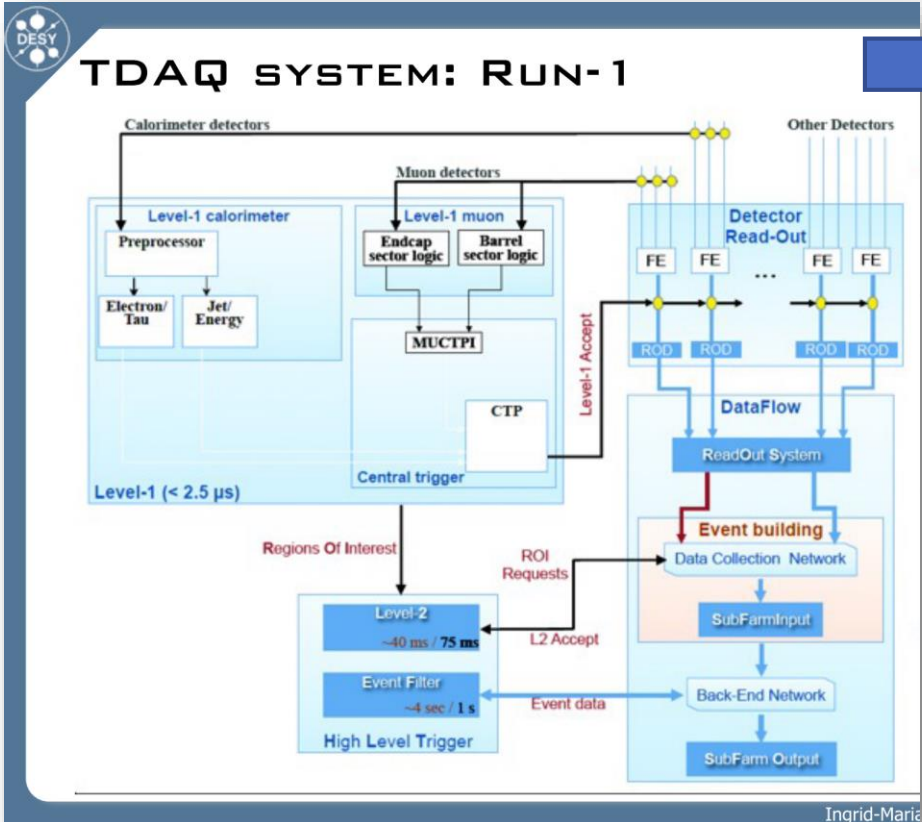 DESY
TDAQ SYSTEM: RUN-1
Calorimeter detectors
Other Detectors
Muon detectors
Level-1 calorimeter
Preprocessor
Electron/
Tau
Jet/
Energy
Level-1 muon
Endcap
sector logic
Barrel
sector logic
MUCTPI
CTP
Central trigger
Level-1 (< 2.5 μs)
Level-1 Accept
Detector
Read-Out
FE
FE
FE
FE
...
ROD
ROD
ROD
ROD
DataFlow
ReadOut System
Event building
Data Collection Network
SubFarmInput
Back-End Network
SubFarm Output
Regions Of Interest
ROI
Requests
L2 Accept
Event data
Level-2
~40 ms / 75 ms
Event Filter
~4 sec / 1 s
High Level Trigger
Ingrid-Maria